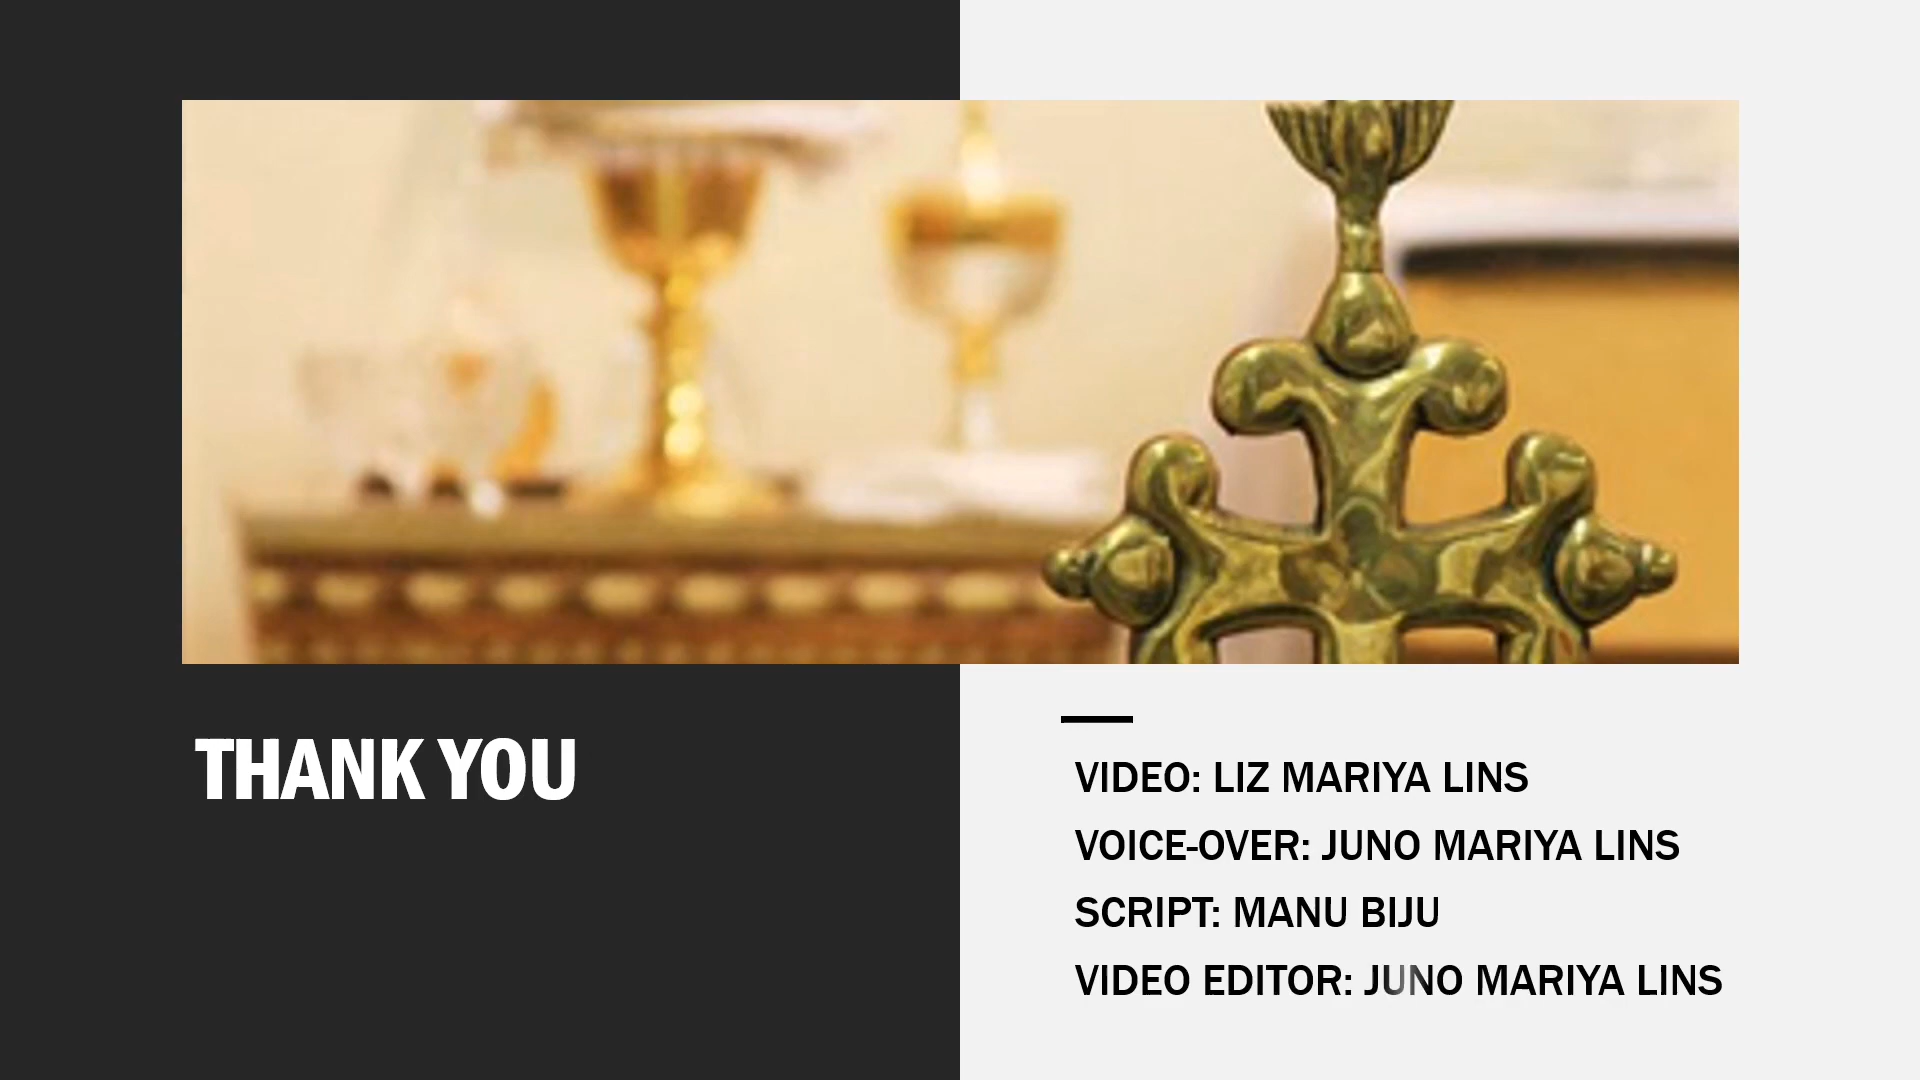 THANK YOU
VIDEO: LIZ MARIYA LINS
VOICE-OVER: JUNO MARIYA LINS
SCRIPT: MANU BIJU
VIDEO EDITOR: JUNO MARIYA LINS